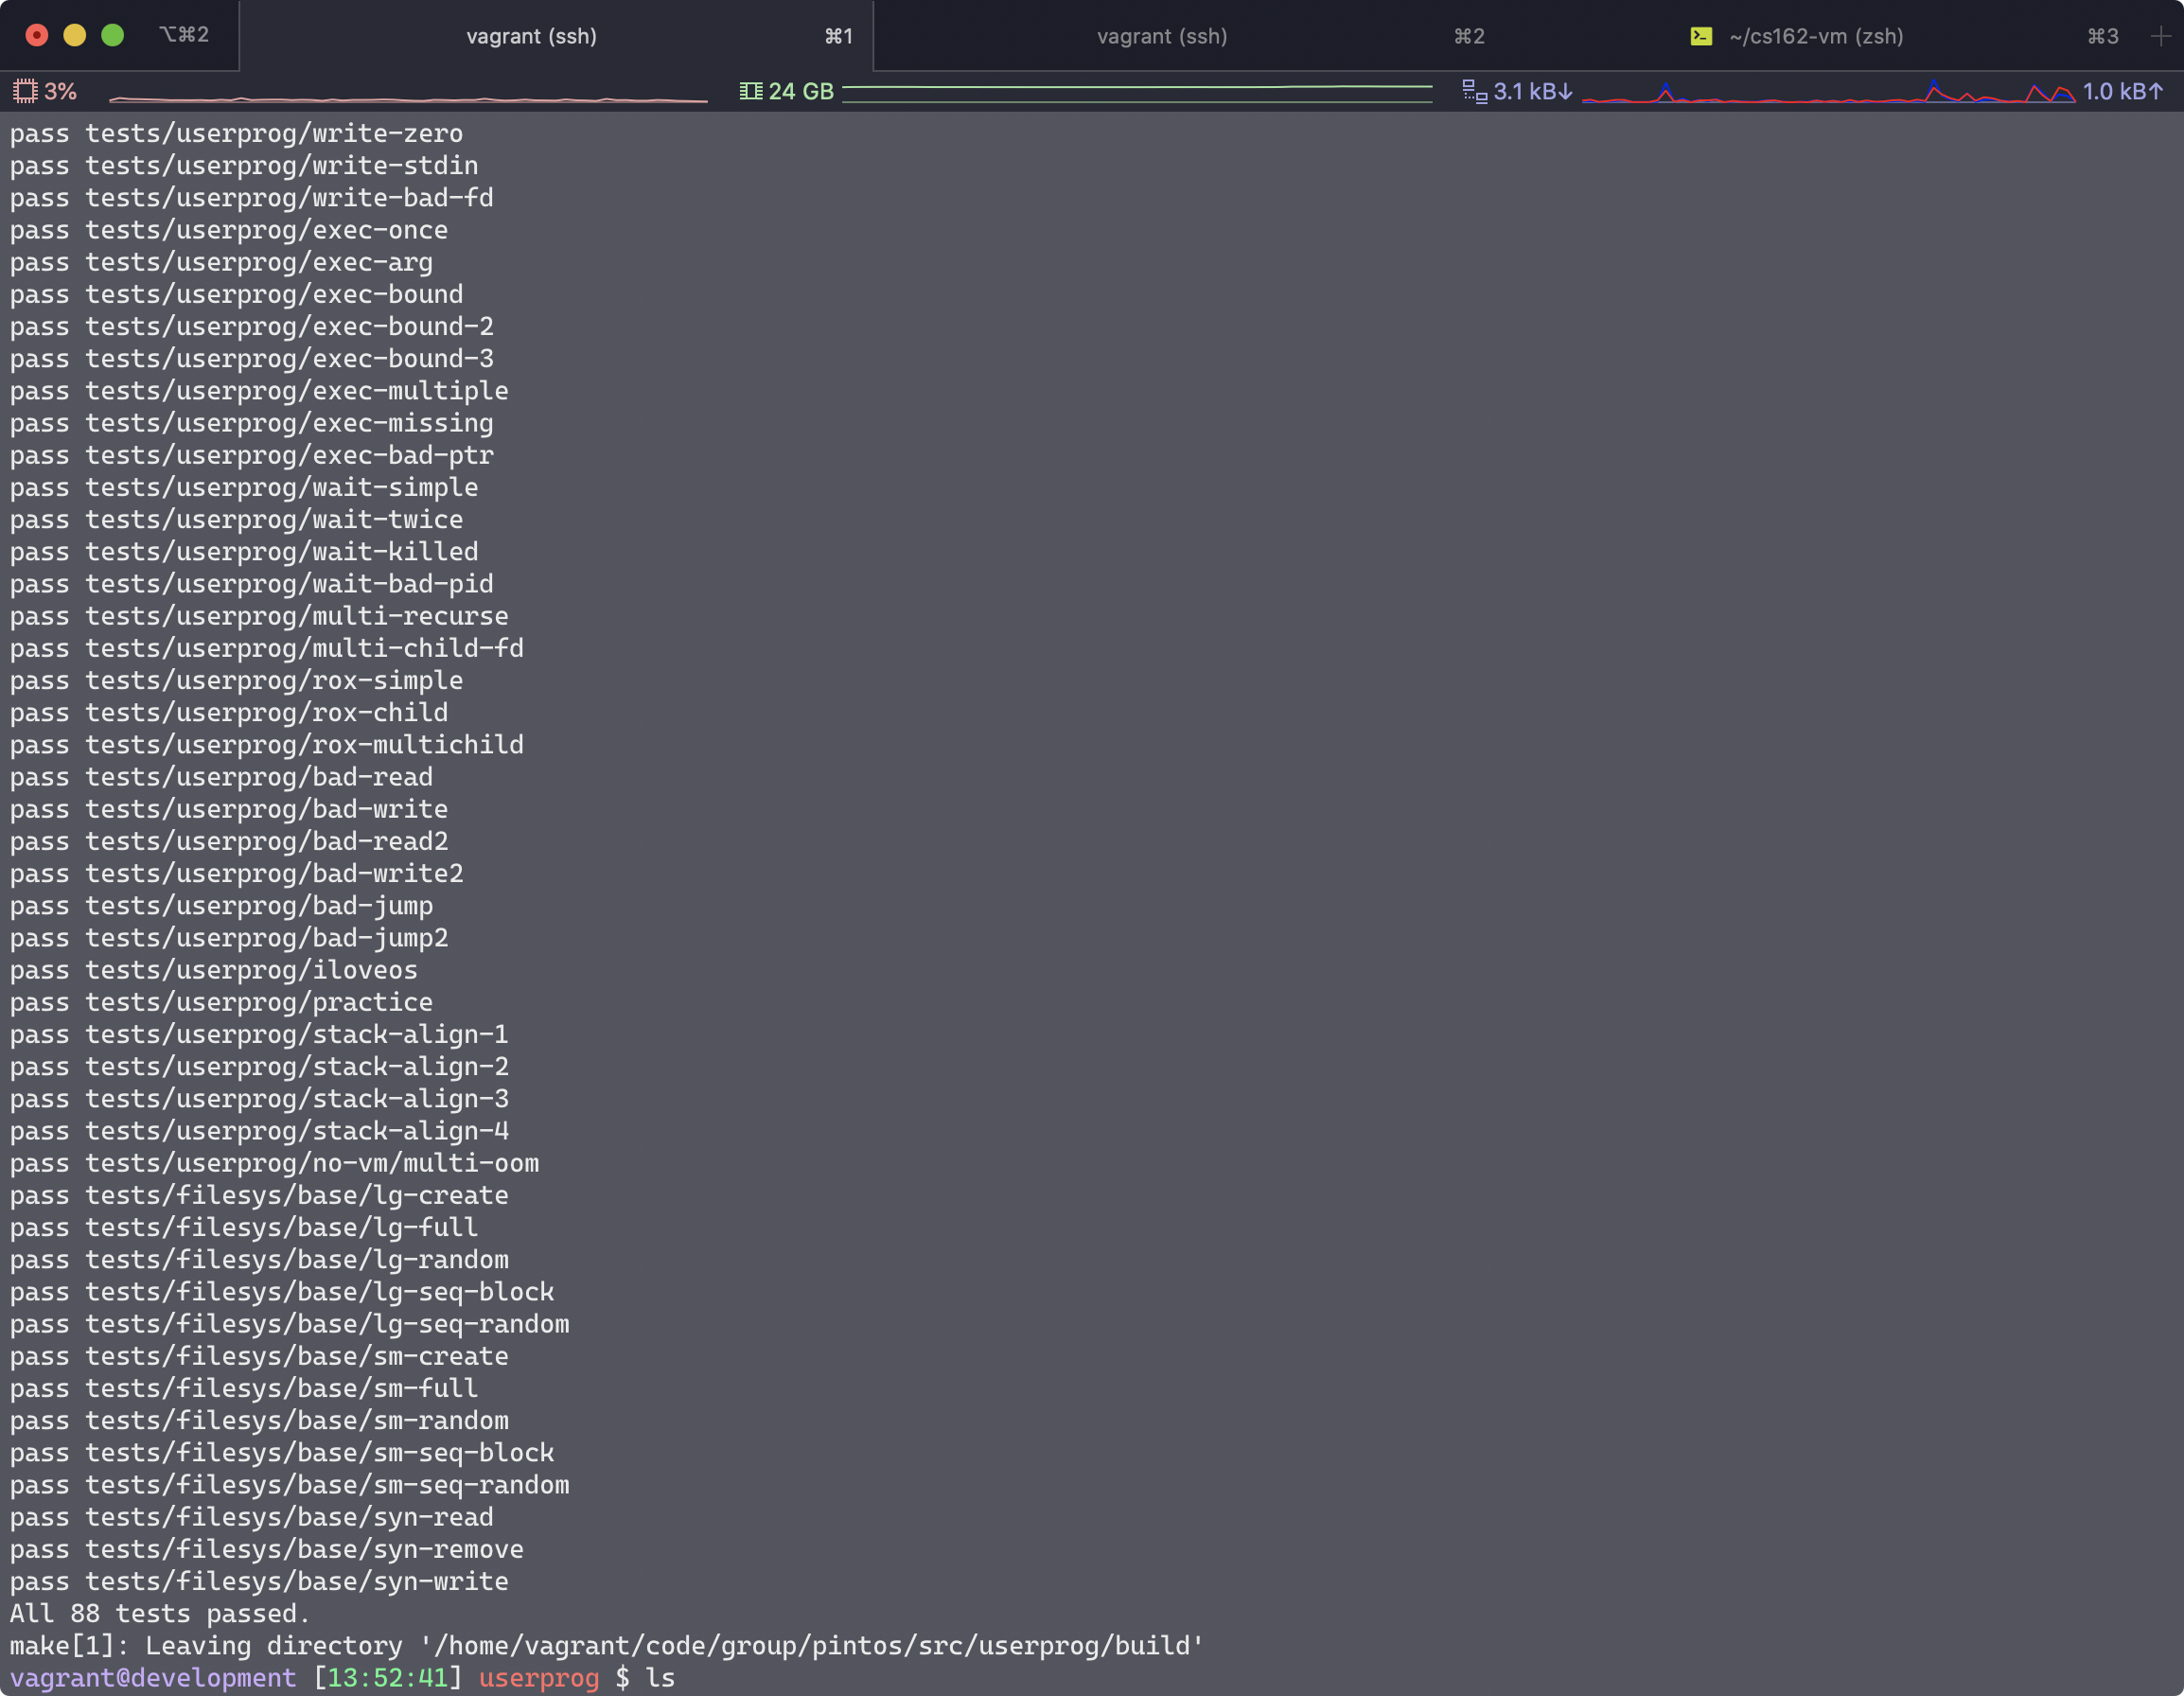 ⌥⌘2 vagrant (ssh) ⌘1 vagrant (ssh) ⌘2 ~/cs162-vm (zsh) ⌘3 +
3% 24 GB 3.1 kB↓ 1.0 kB↑
pass tests/userprog/write-zero
pass tests/userprog/write-stdin
pass tests/userprog/write-bad-fd
pass tests/userprog/exec-once
pass tests/userprog/exec-arg
pass tests/userprog/exec-bound
pass tests/userprog/exec-bound-2
pass tests/userprog/exec-bound-3
pass tests/userprog/exec-multiple
pass tests/userprog/exec-missing
pass tests/userprog/exec-bad-ptr
pass tests/userprog/wait-simple
pass tests/userprog/wait-twice
pass tests/userprog/wait-killed
pass tests/userprog/wait-bad-pid
pass tests/userprog/multi-recurse
pass tests/userprog/multi-child-fd
pass tests/userprog/rox-simple
pass tests/userprog/rox-child
pass tests/userprog/rox-multichild
pass tests/userprog/bad-read
pass tests/userprog/bad-write
pass tests/userprog/bad-read2
pass tests/userprog/bad-write2
pass tests/userprog/bad-jump
pass tests/userprog/bad-jump2
pass tests/userprog/iloveos
pass tests/userprog/practice
pass tests/userprog/stack-align-1
pass tests/userprog/stack-align-2
pass tests/userprog/stack-align-3
pass tests/userprog/stack-align-4
pass tests/userprog/no-vm/multi-oom
pass tests/filesys/base/lg-create
pass tests/filesys/base/lg-full
pass tests/filesys/base/lg-random
pass tests/filesys/base/lg-seq-block
pass tests/filesys/base/lg-seq-random
pass tests/filesys/base/sm-create
pass tests/filesys/base/sm-full
pass tests/filesys/base/sm-random
pass tests/filesys/base/sm-seq-block
pass tests/filesys/base/sm-seq-random
pass tests/filesys/base/syn-read
pass tests/filesys/base/syn-remove
pass tests/filesys/base/syn-write
All 88 tests passed.
make[1]: Leaving directory '/home/vagrant/code/group/pintos/src/userprog/build'
vagrant@development [13:52:41] userprog $ ls